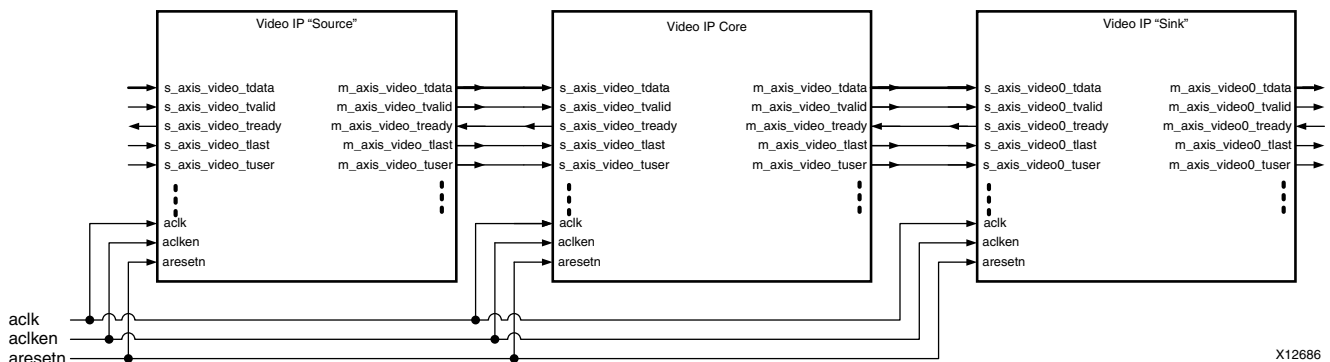 Video IP “Source”
s_axis_video_tdata m_axis_video_tdata
s_axis_video_tvalid m_axis_video_tvalid
s_axis_video_tready m_axis_video_tready
s_axis_video_tlast m_axis_video_tlast
s_axis_video_tuser m_axis_video_tuser
aclk
aclken
aresetn
Video IP Core
s_axis_video_tdata m_axis_video_tdata
s_axis_video_tvalid m_axis_video_tvalid
s_axis_video_tready m_axis_video_tready
s_axis_video_tlast m_axis_video_tlast
s_axis_video_tuser m_axis_video_tuser
aclk
aclken
aresetn
Video IP “Sink”
s_axis_video0_tdata m_axis_video0_tdata
s_axis_video0_tvalid m_axis_video0_tvalid
s_axis_video0_tready m_axis_video0_tready
s_axis_video0_tlast m_axis_video0_tlast
s_axis_video0_tuser m_axis_video0_tuser
aclk
aclken
aresetn
aclk
aclken
aresetn
X12686